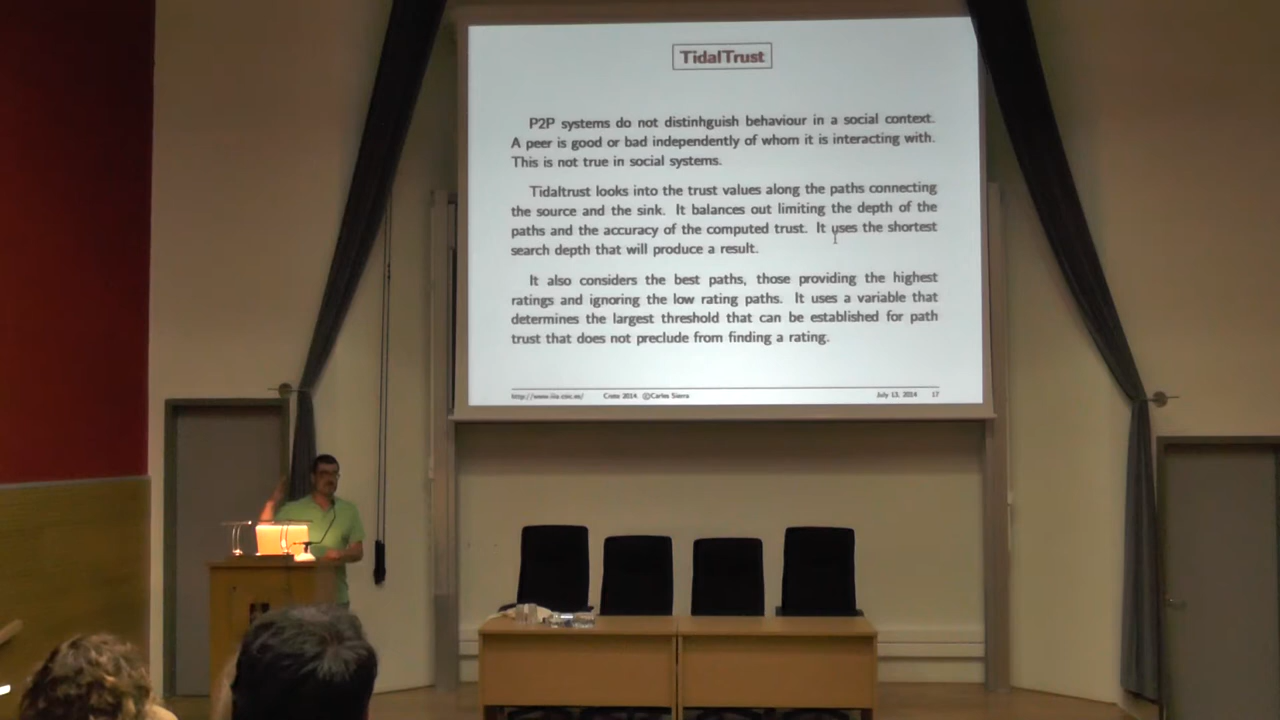 TidalTrust
P2P systems do not distinhguish behaviour in a social context.
A peer is good or bad independently of whom it is interacting with.
This is not true in social systems.
Tidaltrust looks into the trust values along the paths connecting
the source and the sink. It balances out limiting the depth of the
paths and the accuracy of the computed trust. It uses the shortest
search depth that will produce a result.
It also considers the best paths, those providing the highest
ratings and ignoring the low rating paths. It uses a variable that
determines the largest threshold that can be established for path
trust that does not preclude from finding a rating.
http://www.iiia.csic.es/ Crete 2014. ©Carles Sierra July 13, 2014 17